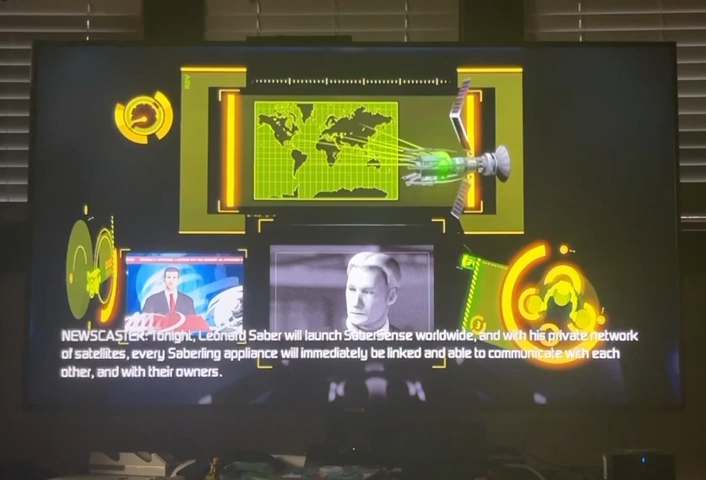 NEWSCASTER: Tonight, Leonard Saber will launch SaberSense worldwide, and with his private network
of satellites, every Saberling appliance will immediately be linked and able to communicate with each
other, and with their owners.